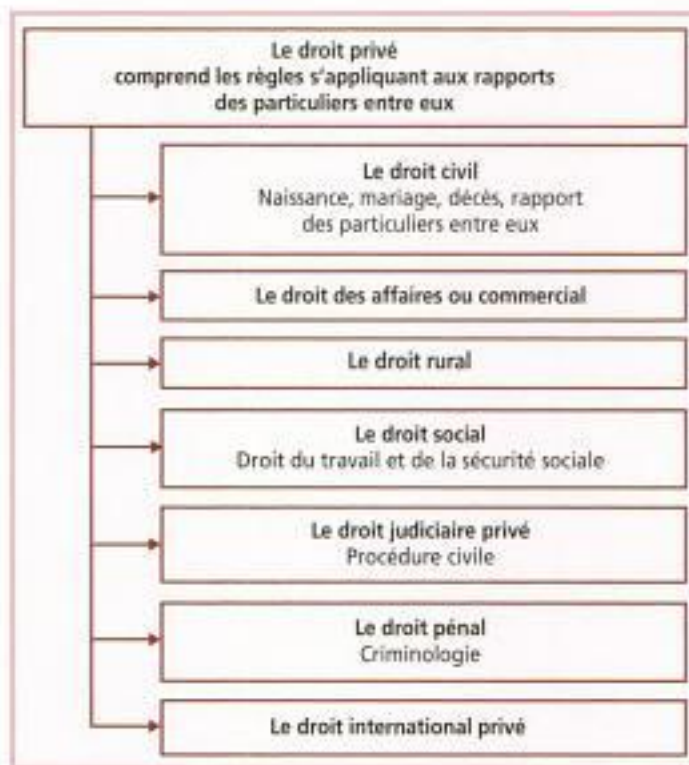 Le droit privé
comprend les règles s'appliquant aux rapports
des particuliers entre eux
Le droit civil
Naissance, mariage, décès, rapport
des particuliers entre eux
Le droit des affaires ou commercial
Le droit rural
Le droit social
Droit du travail et de la sécurité sociale
Le droit judiciaire privé
Procédure civile
Le droit pénal
Criminologie
Le droit international privé